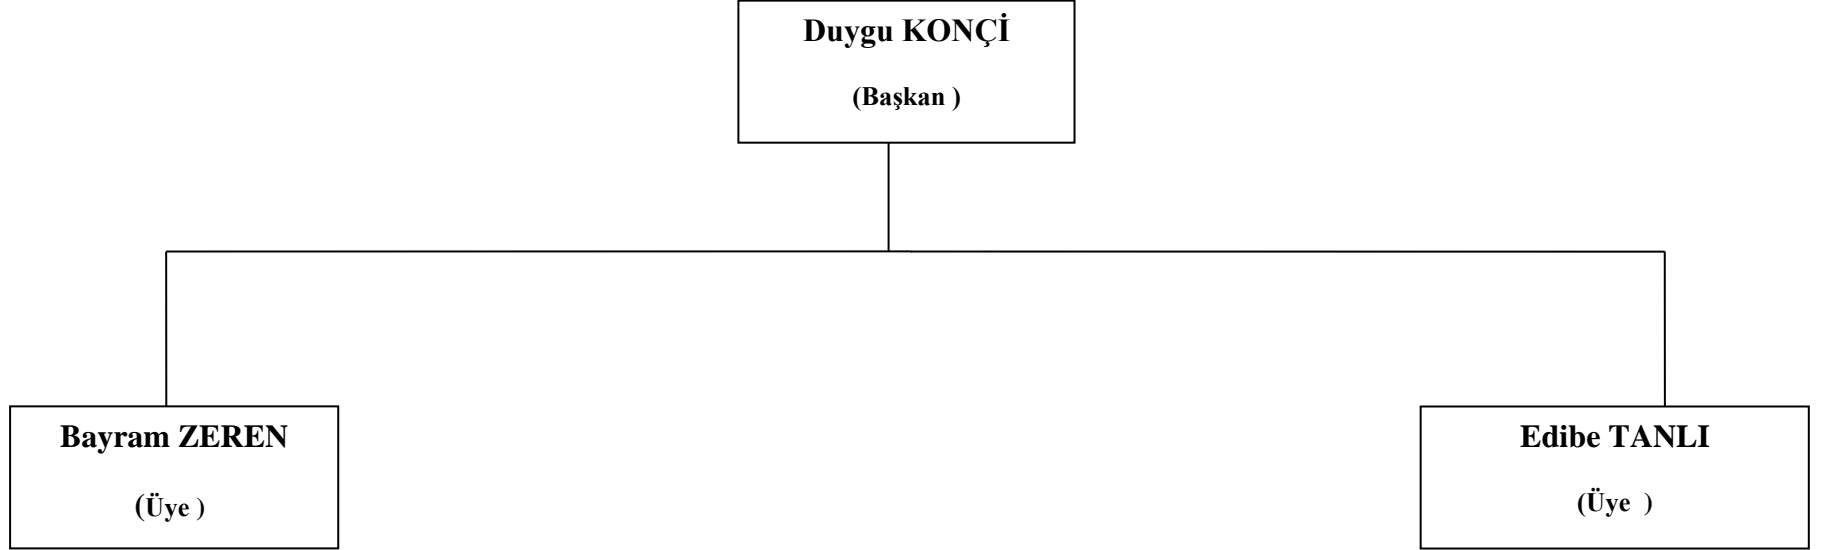 Duygu KONÇİ
(Başkan )
Bayram ZEREN
(Üye )
Edibe TANLI
(Üye )